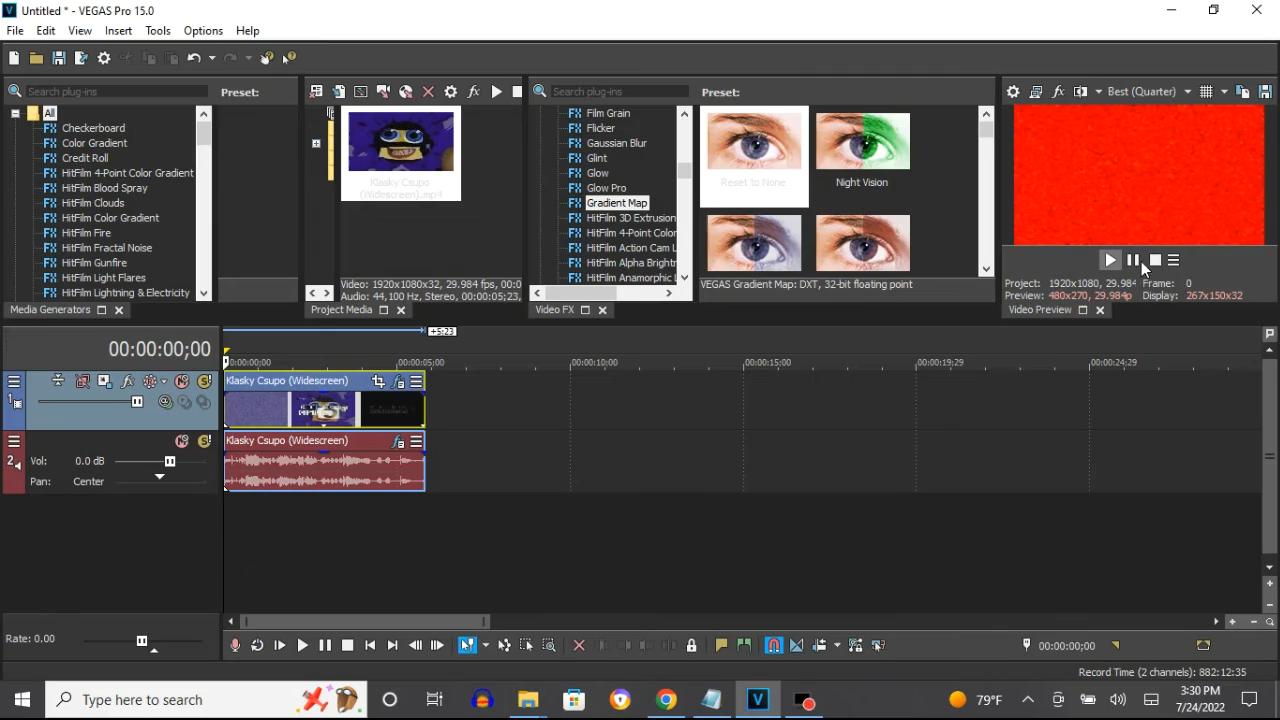 Untitled * - VEGAS Pro 15.0
File Edit View Insert Tools Options Help
Search plug-ins
Preset:
Search plug-ins
Preset:
Best (Quarter)
All
Checkerboard
Color Gradient
Credit Roll
HitFilm 4-Point Color Gradient
HitFilm Blood Spray
HitFilm Clouds
HitFilm Color Gradient
HitFilm Fire
HitFilm Fractal Noise
HitFilm Gunfire
HitFilm Light Flares
HitFilm Lightning & Electricity
Media Generators
Klasky Csupo
(Widescreen).mp4
Video: 1920x1080x32, 29.984 fps, 00:0
Audio: 44,100 Hz, Stereo, 00:00:05;23,
Project Media
Film Grain
Flicker
Gaussian Blur
Glint
Glow
Glow Pro
Gradient Map
HitFilm 3D Extrusion
HitFilm 4-Point Color
HitFilm Action Cam L
HitFilm Alpha Bright
HitFilm Anamorphic L
Video FX
Reset to None
Night Vision
VEGAS Gradient Map: DXT, 32-bit floating point
Project: 1920x1080, 29.984 Frame: 0
Preview: 480x270, 29.984p Display: 267x150x32
Video Preview
+5;23
00:00:00;00
0:00:00;00 00:00:05;00 00:00:10;00 00:00:15;00 00:00:19;29 00:00:24;29
1
Klasky Csupo (Widescreen)
2
Klasky Csupo (Widescreen)
Vol: 0.0 dB
Pan: Center
Rate: 0.00
00:00:00;00
Record Time (2 channels): 882:12:35
Type here to search
79°F
3:30 PM
7/24/2022